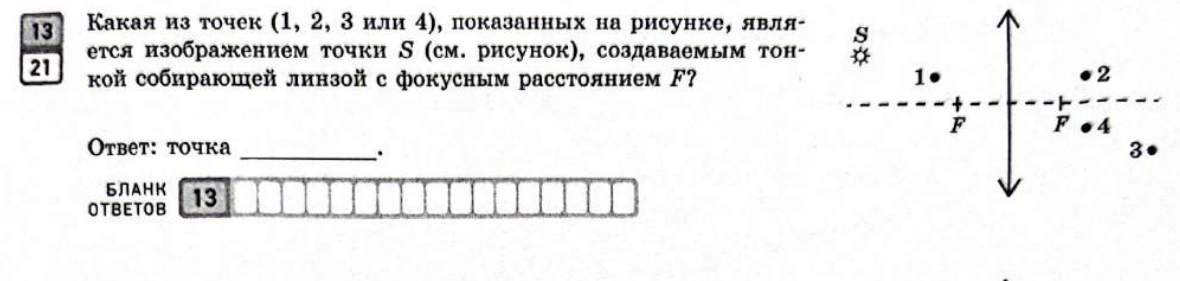 13
21
Какая из точек (1, 2, 3 или 4), показанных на рисунке, явля-
ется изображением точки S (см. рисунок), создаваемым тон-
кой собирающей линзой с фокусным расстоянием F?
Ответ: точка ____________.
БЛАНК
ОТВЕТОВ
13
S
1
2
F
F
4
3